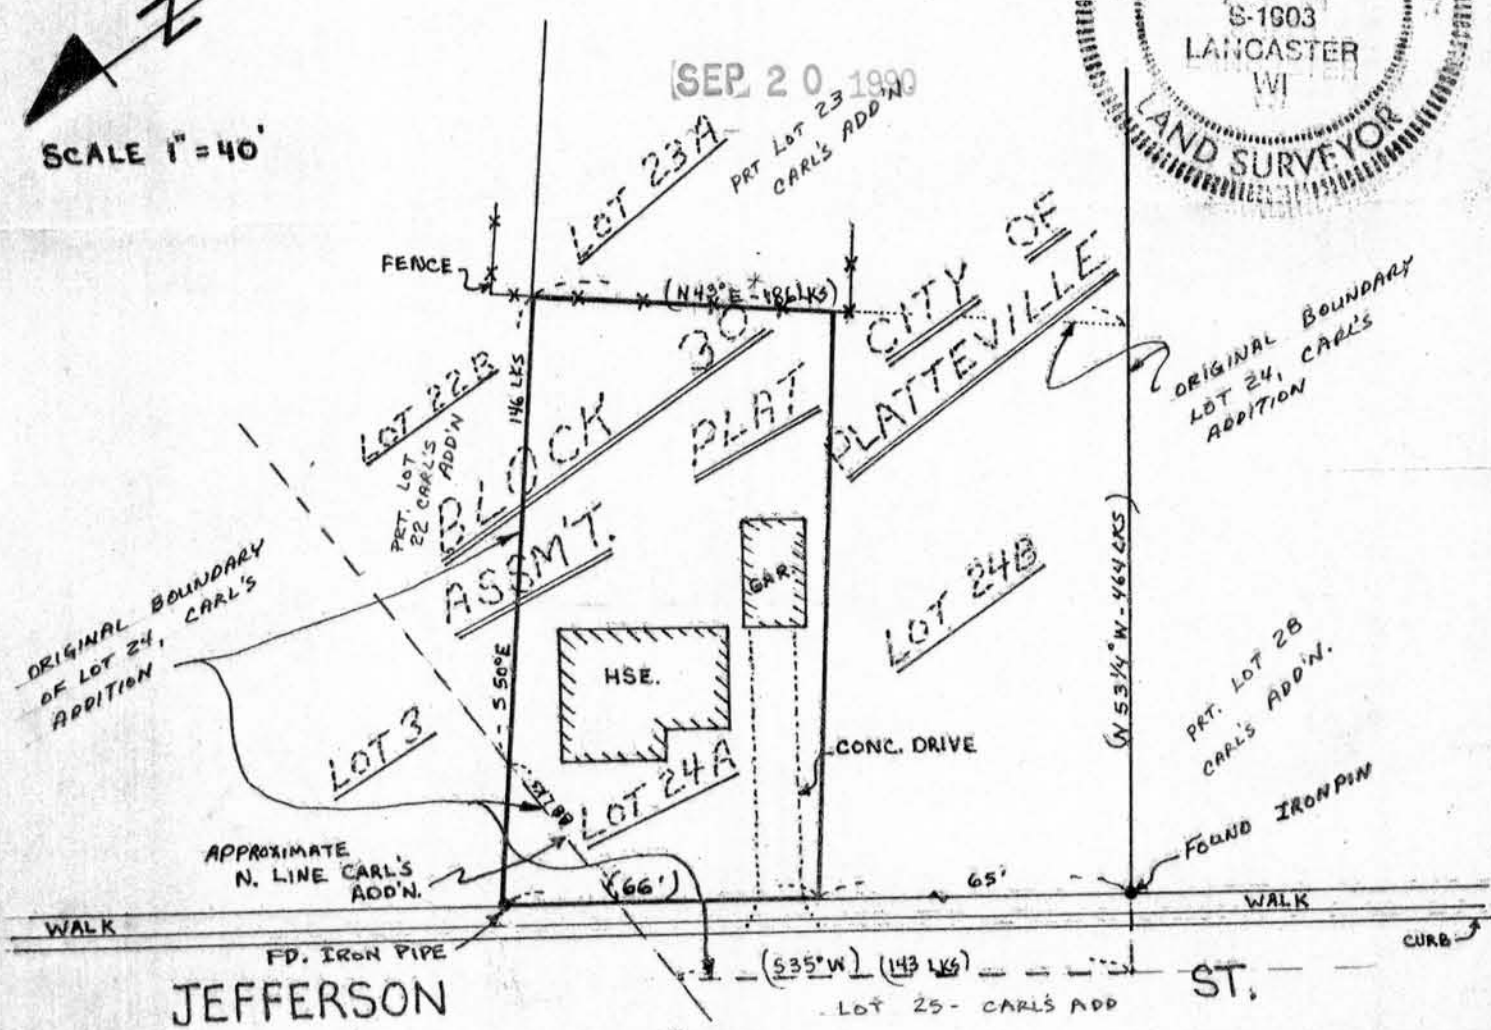 S-1603
LANCASTER
WI
LAND SURVEYOR
SEP 20 1990
SCALE 1" = 40'
LOT 23A
PRT LOT 23
CARL'S ADD'N
FENCE
CITY OF
PLATTEVILLE
ORIGINAL BOUNDARY
LOT 24, CARL'S
ADDITION
LOT 22B
PRT. LOT
22 CARL'S
ADD'N
146 LKS
BLOCK 30
PLAT
ASSM'T.
S 50°E
HSE.
GAR.
LOT 24B
(N 53¼° W - 464 LKS)
PRT. LOT 28
CARL'S ADD'N.
ORIGINAL BOUNDARY
OF LOT 24, CARL'S
ADDITION
LOT 3
LOT 24A
CONC. DRIVE
FOUND IRON PIN
APPROXIMATE
N. LINE CARL'S
ADD'N.
(66')
65'
WALK
WALK
CURB
FD. IRON PIPE
(S35°W) (143 LKS)
JEFFERSON ST.
LOT 25 - CARL'S ADD